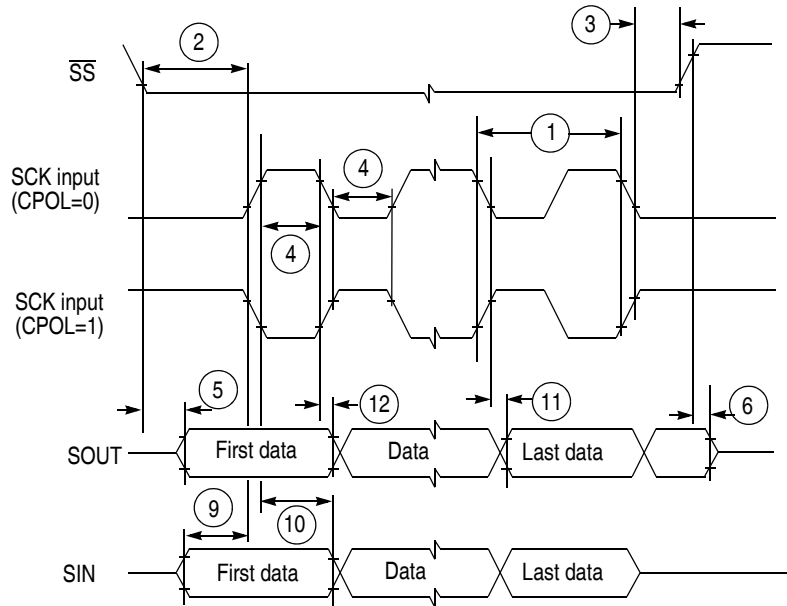 2
3
SS
1
SCK input
(CPOL=0)
4
4
SCK input
(CPOL=1)
5
12
11
6
SOUT
First data
Data
Last data
9
10
SIN
First data
Data
Last data